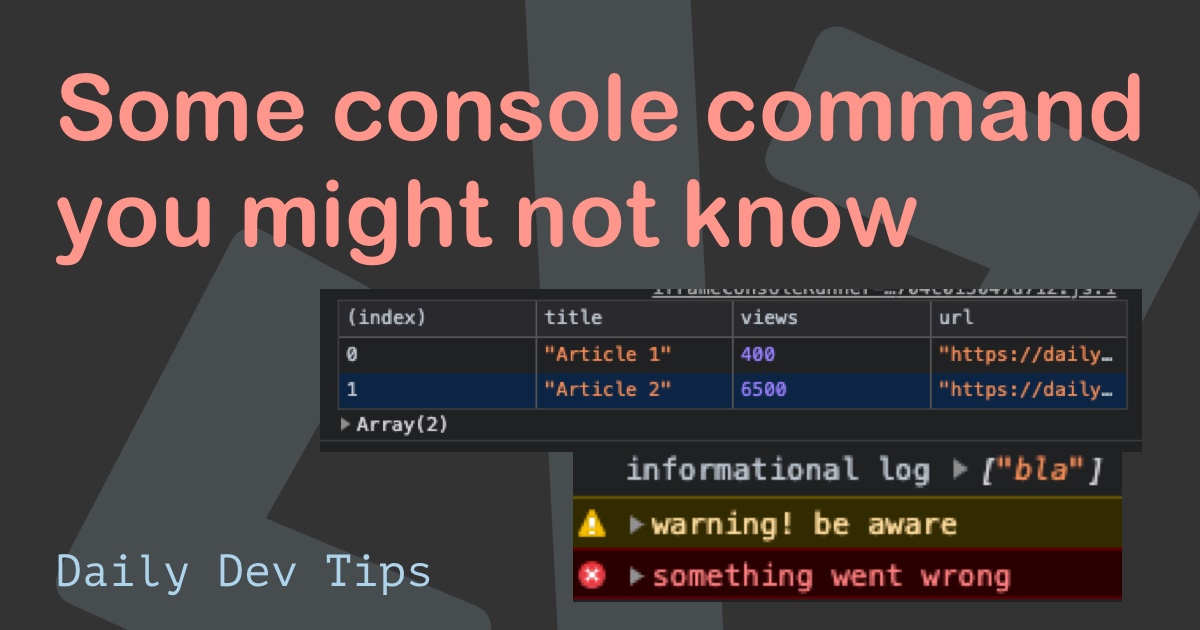 Some console command
you might not know
(index) title views url
0 "Article 1" 400 "https://daily…
1 "Article 2" 6500 "https://daily…
▶ Array(2)
informational log ▶ ["bla"]
▶ warning! be aware
▶ something went wrong
Daily Dev Tips